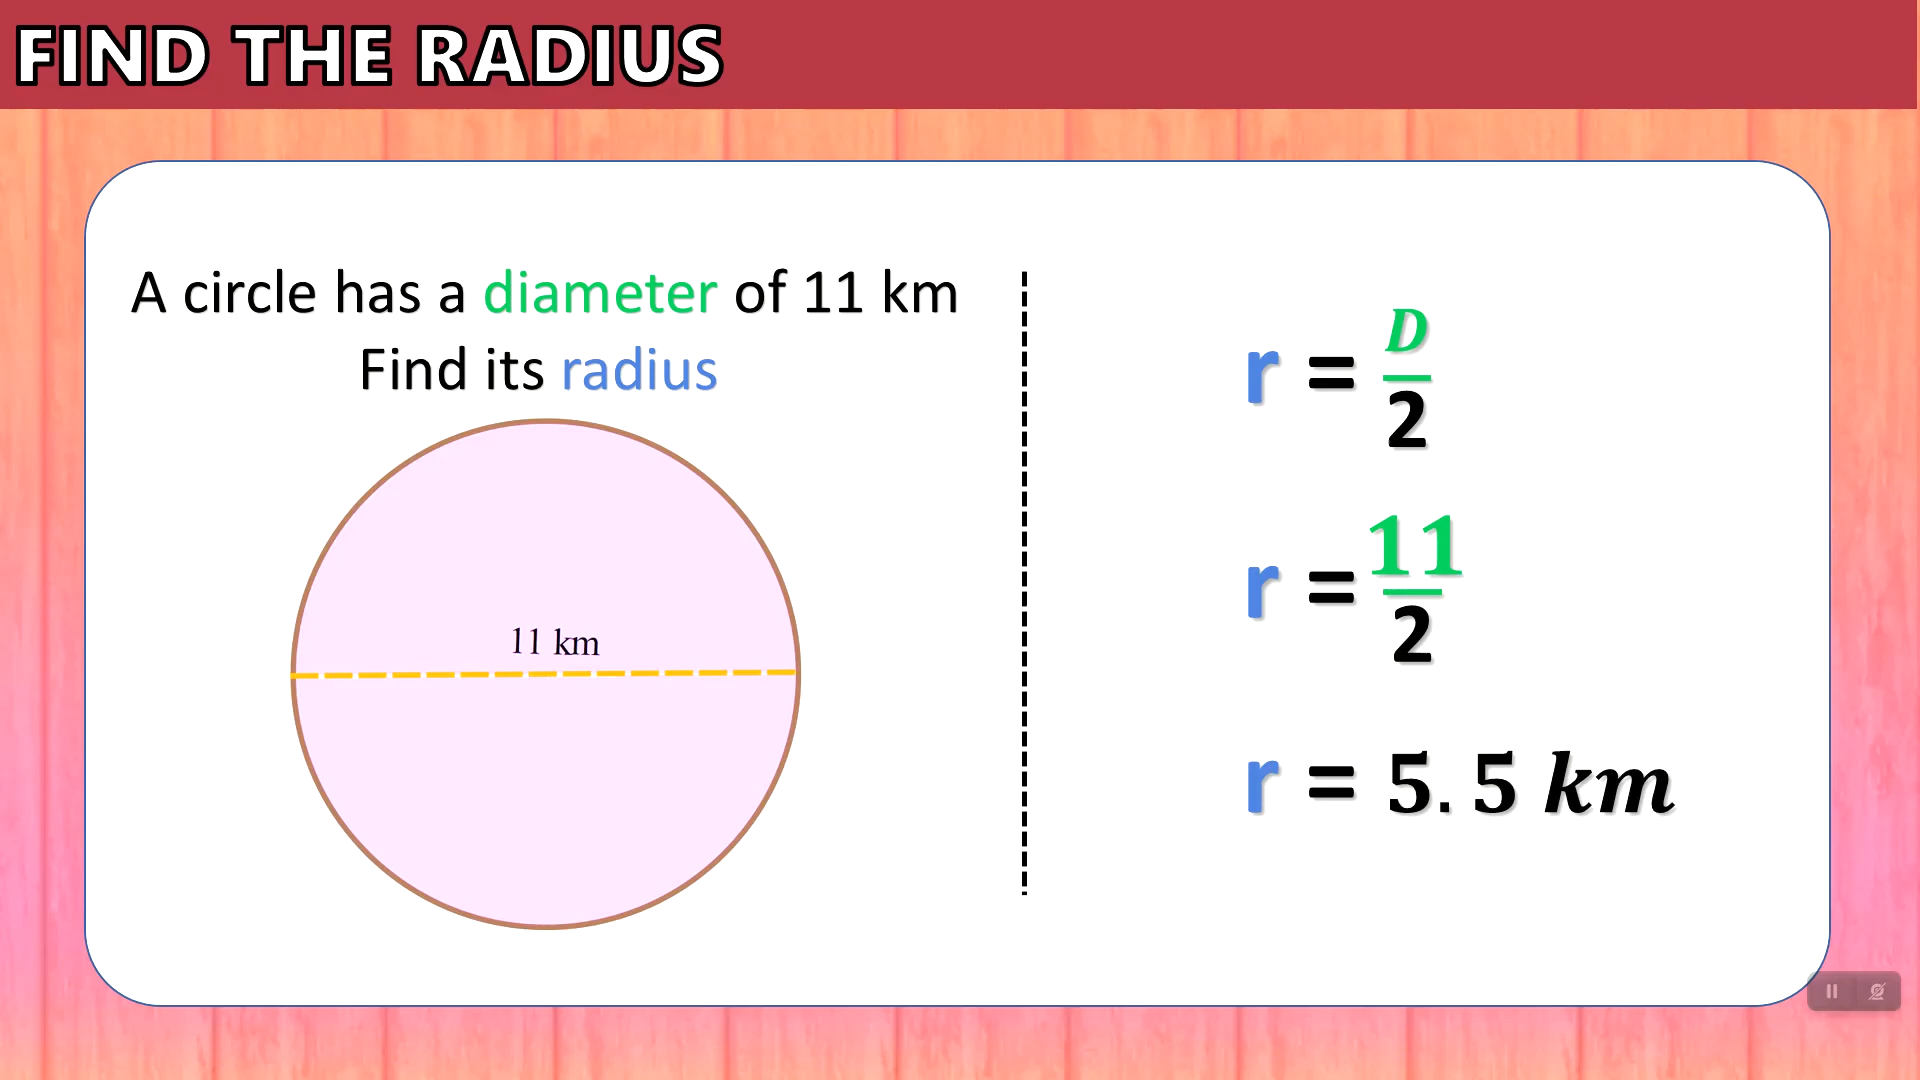 FIND THE RADIUS
A circle has a diameter of 11 km
Find its radius
11 km
r = D/2
r = 11/2
r = 5.5 km